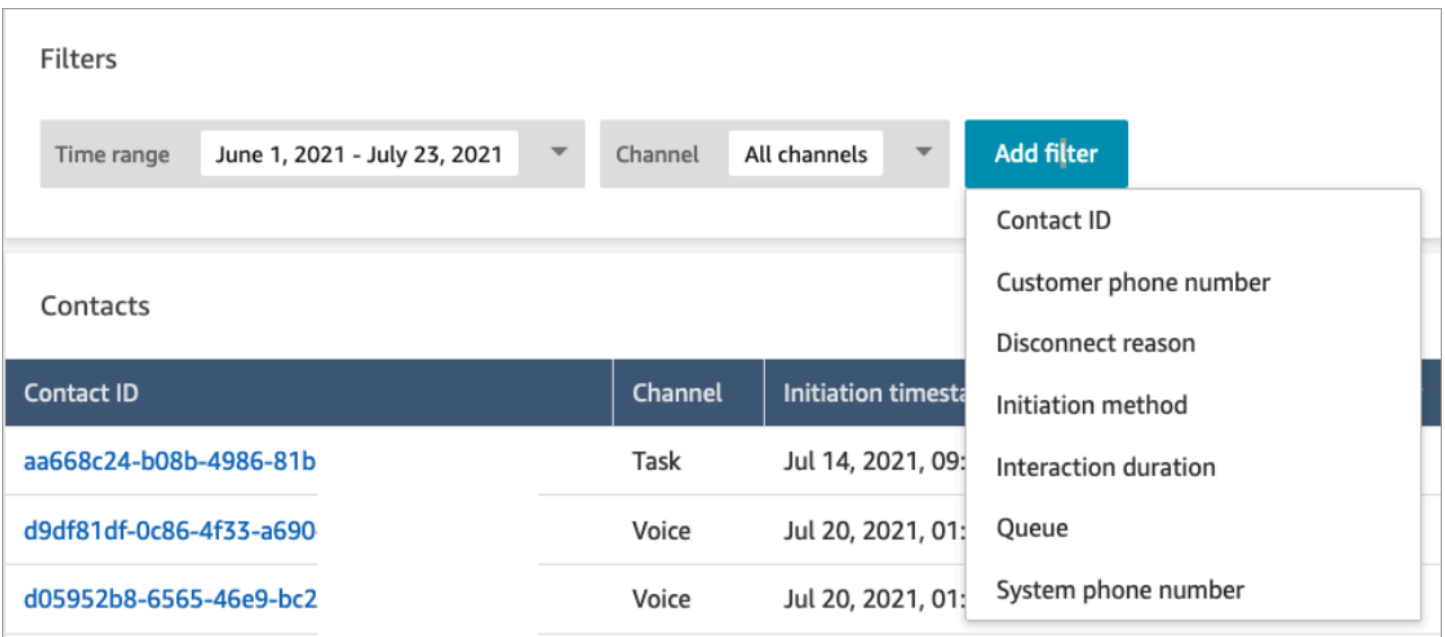 Filters
Time range June 1, 2021 - July 23, 2021 Channel All channels Add filter
Contact ID
Customer phone number
Disconnect reason
Initiation method
Interaction duration
Queue
System phone number
Contacts
Contact ID Channel Initiation
aa668c24-b08b-4986-81b Task Jul 14, 2021, 09:
d9df81df-0c86-4f33-a690 Voice Jul 20, 2021, 01:
d05952b8-6565-46e9-bc2 Voice Jul 20, 2021, 01: